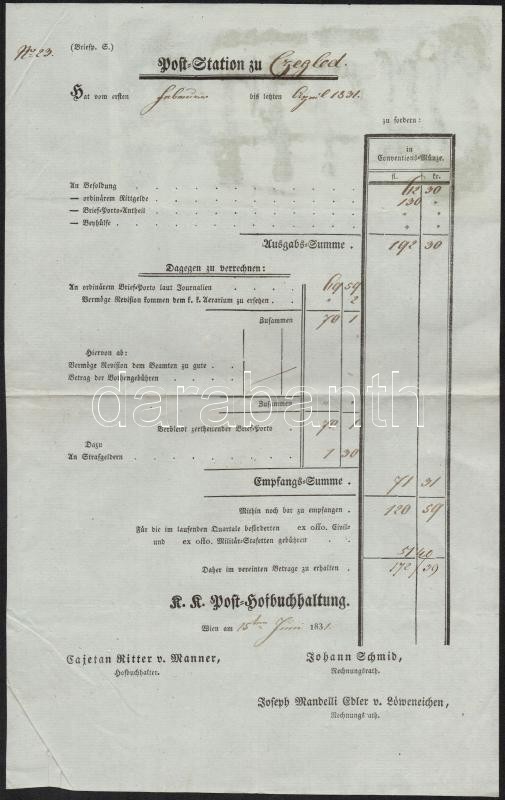 No 23.
(Briefp. S.)
Post-Station zu Czegled.
Hat vom ersten Februar bis letzten April 1831.
zu fordern:
in
Conventions-Münze.
fl. kr.
An Besoldung 62 30
— ordinärem Rittgelde 130 "
— Brief-Porto-Antheil " "
— Beyhülfe " "
Ausgabs-Summe . 192 30
Dagegen zu verrechnen:
An ordinärem Brief-Porto laut Journalien 69 59
Vermöge Revision kommen dem k. k. Aerarium zu ersetzen . " 2
Zusammen 70 1
Hiervon ab:
Vermöge Revision dem Beamten zu gute
Betrag der Bothengebühren
Zusammen
Verbleibt zu Brief-Porto 70 1
Dazu
An Strafgeldern 1 30
Empfangs-Summe . 71 31
Mithin noch bar zu empfangen . 120 59
Für die im laufenden Quartale beförderten ex offo. Civil-
und ex offo. Militär-Stafetten gebühren
51 40
Daher im vereinten Betrage zu erhalten . 172 39
K. K. Post-Hofbuchhaltung.
Wien am 15ten Juni 1831.
Cajetan Ritter v. Manner,
Hofbuchhalter.
Johann Schmid,
Rechnungsrath.
Joseph Mandelli Edler v. Löweneichen,
Rechnungsrath.
darabanth